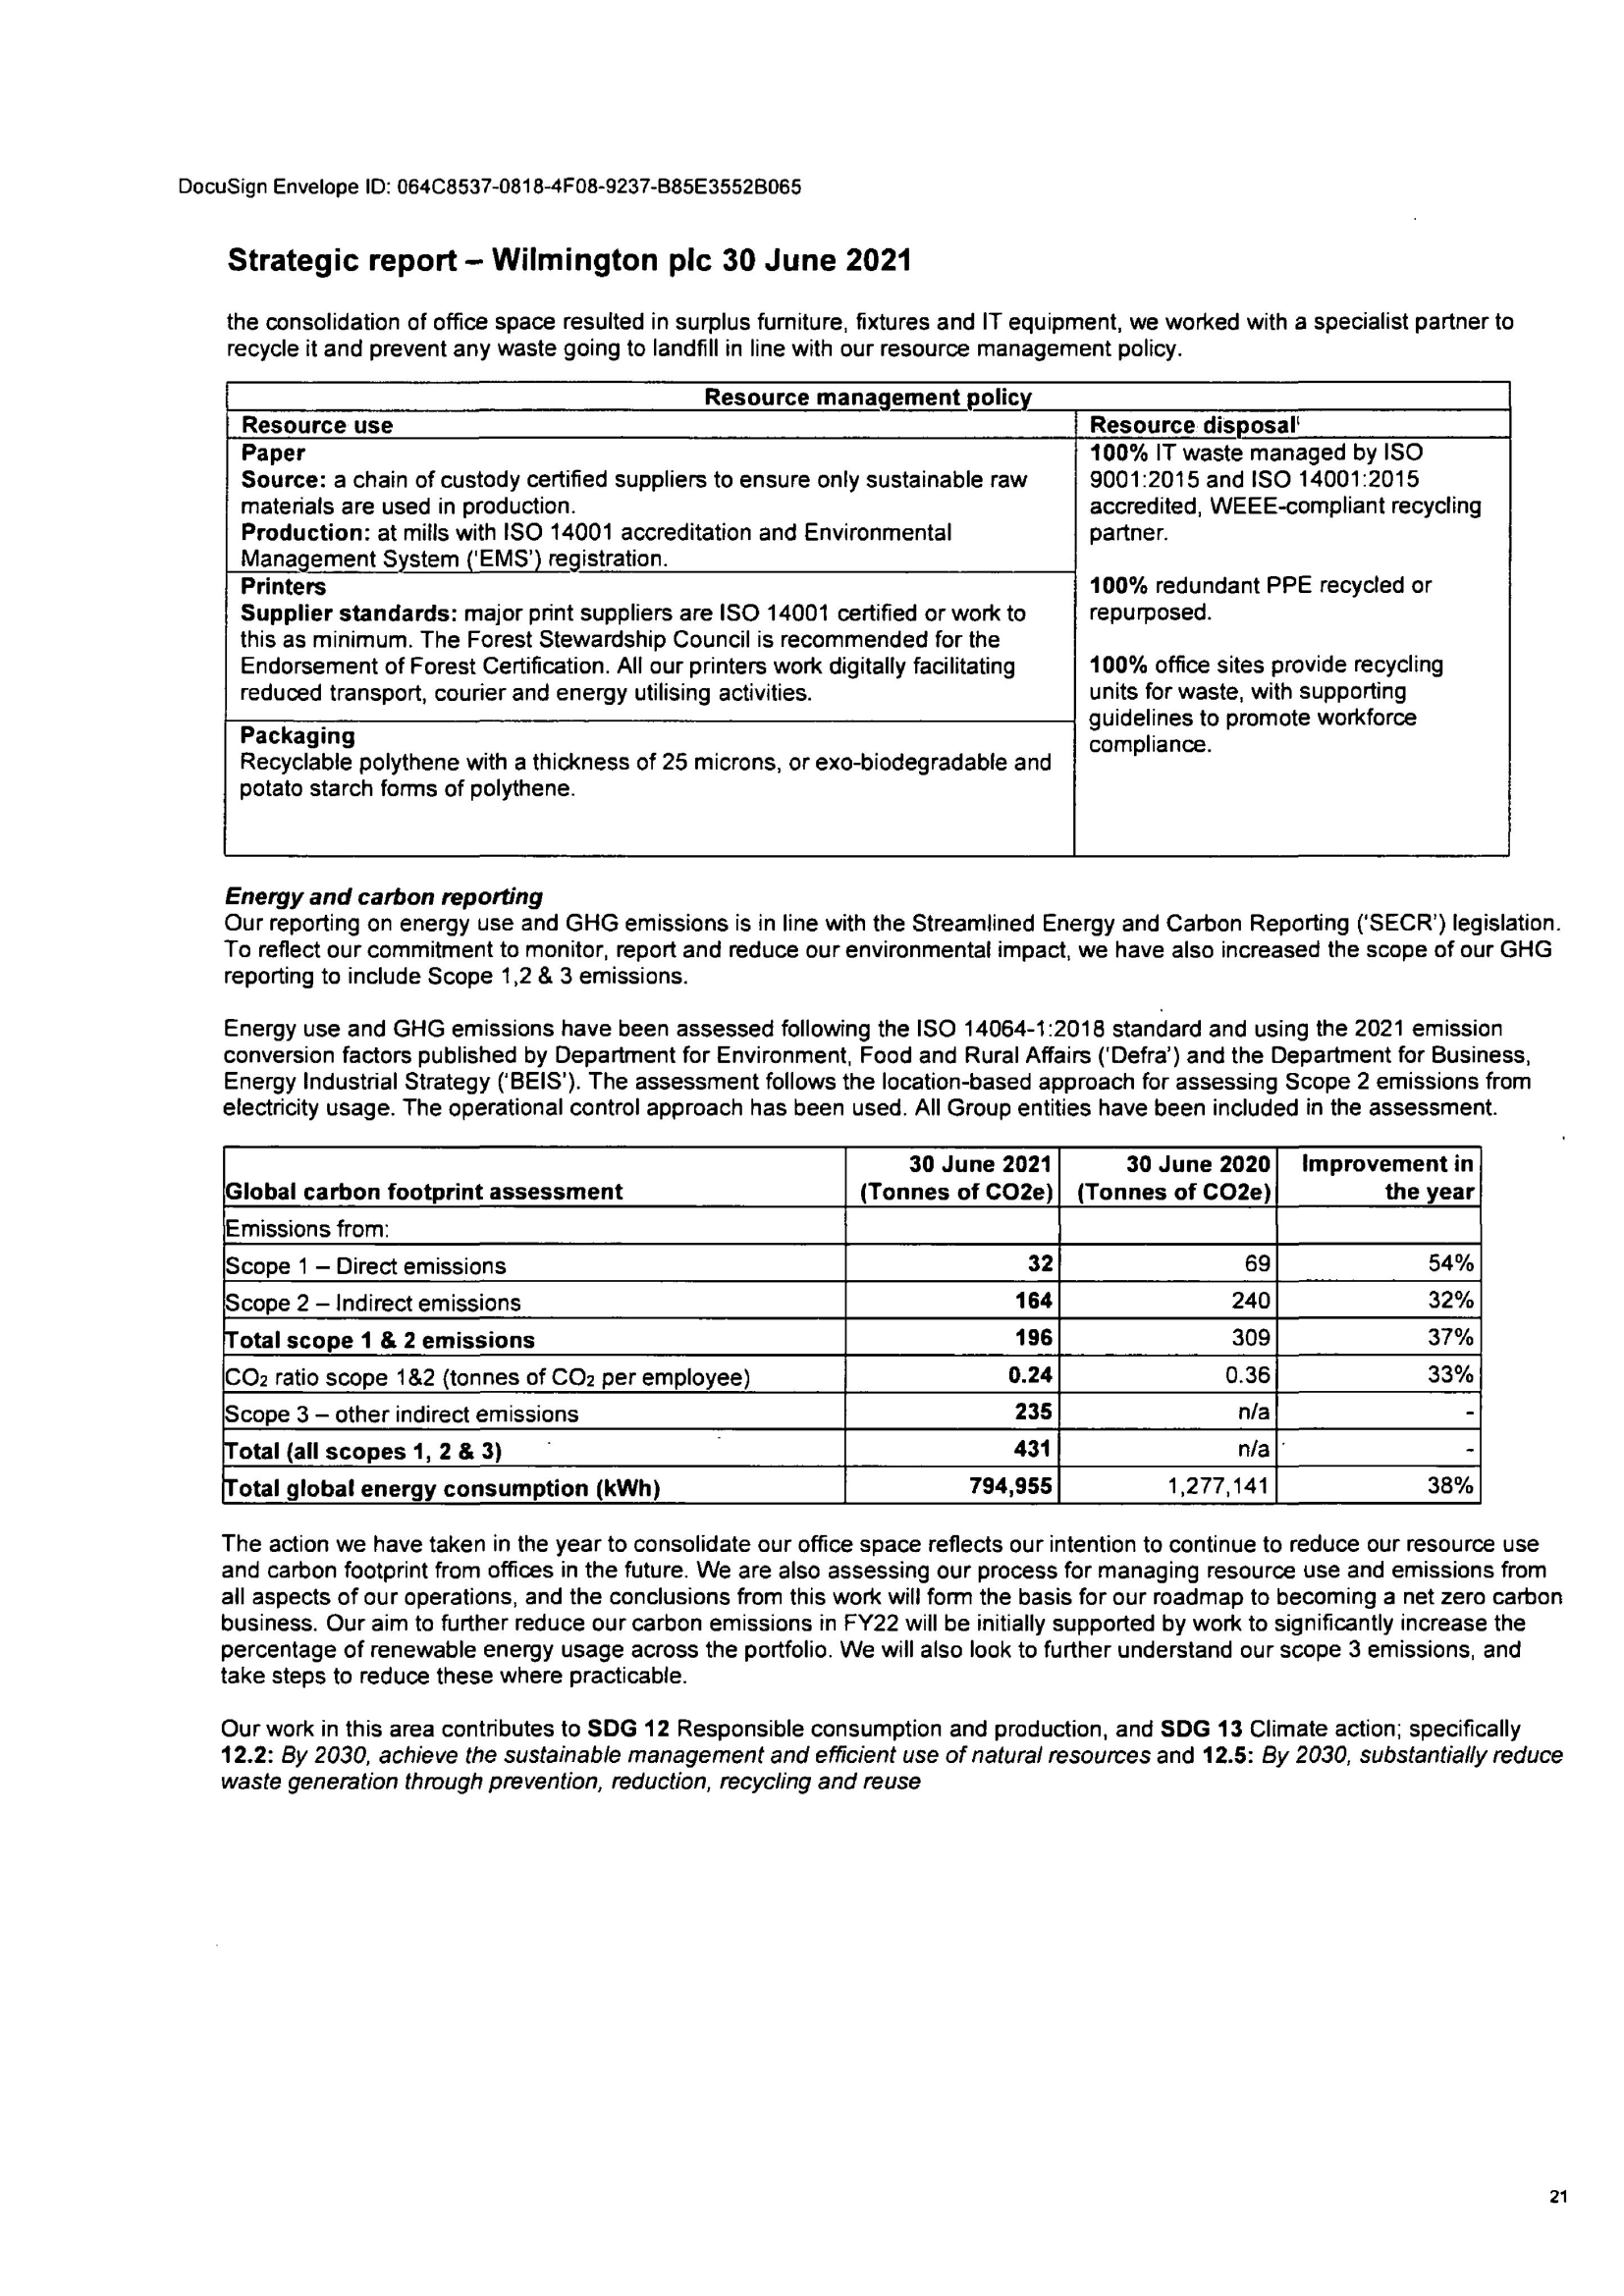 DocuSign Envelope ID: 064C8537-0818-4F08-9237-B85E3552B065
Strategic report – Wilmington plc 30 June 2021
the consolidation of office space resulted in surplus furniture, fixtures and IT equipment, we worked with a specialist partner to
recycle it and prevent any waste going to landfill in line with our resource management policy.
Resource management policy
Resource use
Resource disposal
Paper
Source: a chain of custody certified suppliers to ensure only sustainable raw
materials are used in production.
Production: at mills with ISO 14001 accreditation and Environmental
Management System ('EMS') registration.
Printers
Supplier standards: major print suppliers are ISO 14001 certified or work to
this as minimum. The Forest Stewardship Council is recommended for the
Endorsement of Forest Certification. All our printers work digitally facilitating
reduced transport, courier and energy utilising activities.
Packaging
Recyclable polythene with a thickness of 25 microns, or exo-biodegradable and
potato starch forms of polythene.
100% IT waste managed by ISO
9001:2015 and ISO 14001:2015
accredited, WEEE-compliant recycling
partner.
100% redundant PPE recycled or
repurposed.
100% office sites provide recycling
units for waste, with supporting
guidelines to promote workforce
compliance.
Energy and carbon reporting
Our reporting on energy use and GHG emissions is in line with the Streamlined Energy and Carbon Reporting ('SECR') legislation.
To reflect our commitment to monitor, report and reduce our environmental impact, we have also increased the scope of our GHG
reporting to include Scope 1,2 & 3 emissions.
Energy use and GHG emissions have been assessed following the ISO 14064-1:2018 standard and using the 2021 emission
conversion factors published by Department for Environment, Food and Rural Affairs ('Defra') and the Department for Business,
Energy Industrial Strategy ('BEIS'). The assessment follows the location-based approach for assessing Scope 2 emissions from
electricity usage. The operational control approach has been used. All Group entities have been included in the assessment.
Global carbon footprint assessment 30 June 2021 (Tonnes of CO2e) 30 June 2020 (Tonnes of CO2e) Improvement in the year
Emissions from:
Scope 1 – Direct emissions 32 69 54%
Scope 2 – Indirect emissions 164 240 32%
Total scope 1 & 2 emissions 196 309 37%
CO2 ratio scope 1&2 (tonnes of CO2 per employee) 0.24 0.36 33%
Scope 3 – other indirect emissions 235 n/a -
Total (all scopes 1, 2 & 3) 431 n/a -
Total global energy consumption (kWh) 794,955 1,277,141 38%
The action we have taken in the year to consolidate our office space reflects our intention to continue to reduce our resource use
and carbon footprint from offices in the future. We are also assessing our process for managing resource use and emissions from
all aspects of our operations, and the conclusions from this work will form the basis for our roadmap to becoming a net zero carbon
business. Our aim to further reduce our carbon emissions in FY22 will be initially supported by work to significantly increase the
percentage of renewable energy usage across the portfolio. We will also look to further understand our scope 3 emissions, and
take steps to reduce these where practicable.
Our work in this area contributes to SDG 12 Responsible consumption and production, and SDG 13 Climate action; specifically
12.2: By 2030, achieve the sustainable management and efficient use of natural resources and 12.5: By 2030, substantially reduce
waste generation through prevention, reduction, recycling and reuse
21